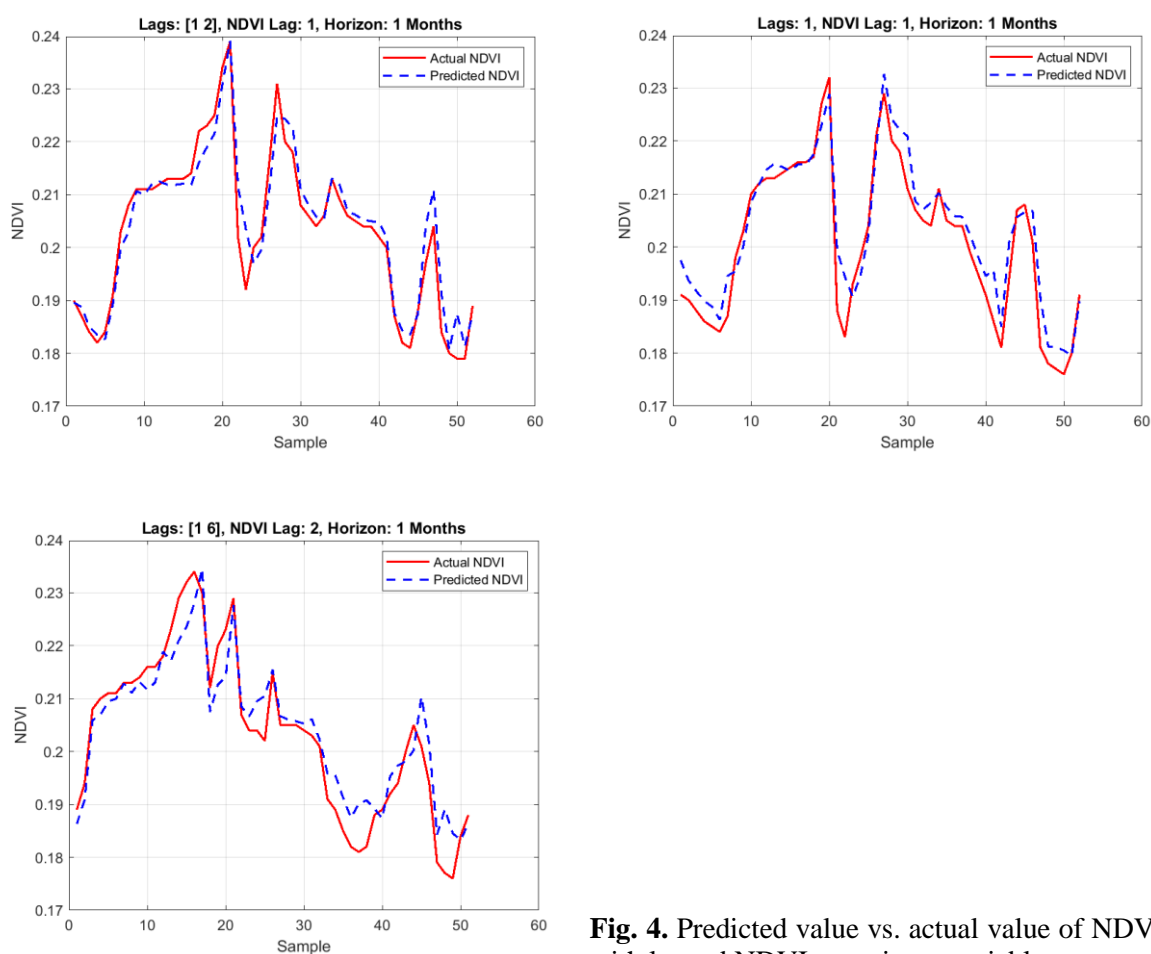 Lags: [1 2], NDVI Lag: 1, Horizon: 1 Months
0.24
0.23
0.22
0.21
0.2
0.19
0.18
0.17
NDVI
Actual NDVI
Predicted NDVI
0 10 20 30 40 50 60
Sample
Lags: 1, NDVI Lag: 1, Horizon: 1 Months
0.24
0.23
0.22
0.21
0.2
0.19
0.18
0.17
NDVI
Actual NDVI
Predicted NDVI
0 10 20 30 40 50 60
Sample
Lags: [1 6], NDVI Lag: 2, Horizon: 1 Months
0.24
0.23
0.22
0.21
0.2
0.19
0.18
0.17
NDVI
Actual NDVI
Predicted NDVI
0 10 20 30 40 50 60
Sample
Fig. 4. Predicted value vs. actual value of NDV